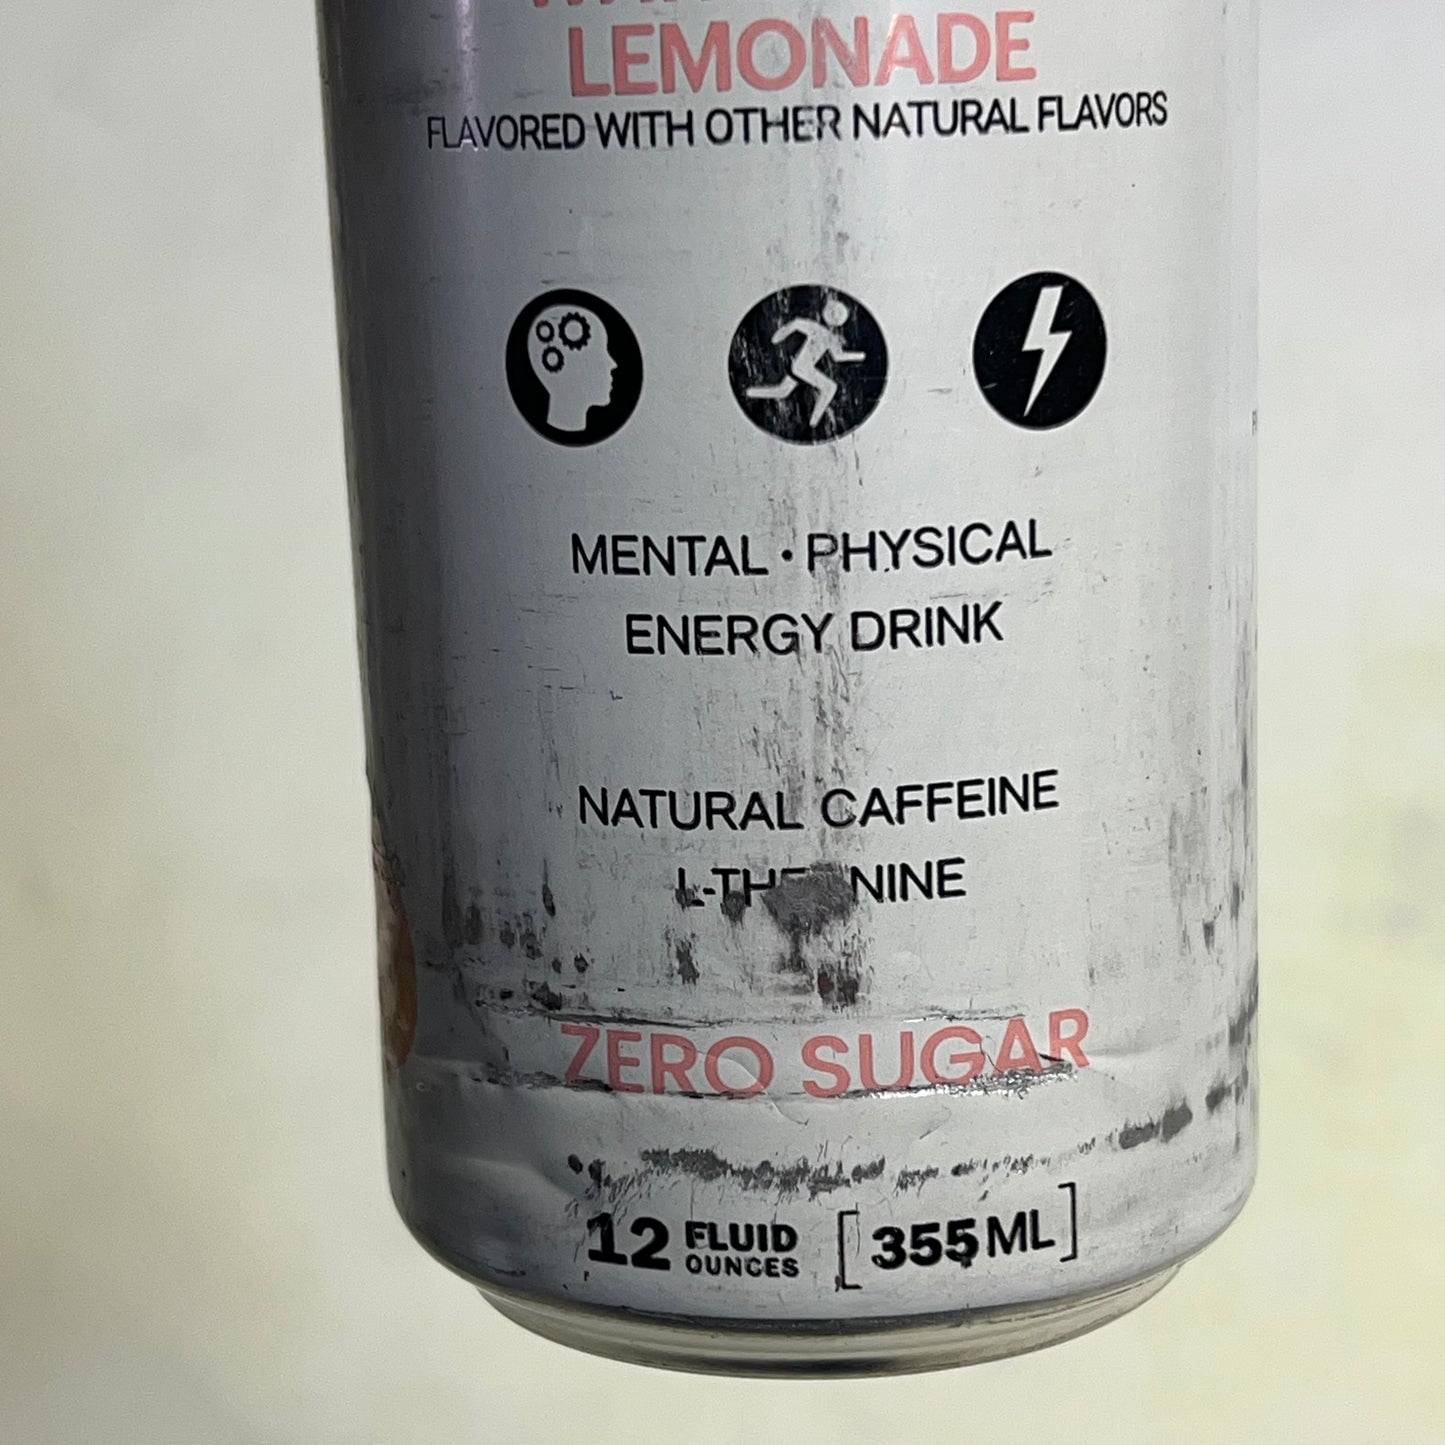 LEMONADE
FLAVORED WITH OTHER NATURAL FLAVORS
MENTAL • PHYSICAL
ENERGY DRINK
NATURAL CAFFEINE
L-THEANINE
ZERO SUGAR
12 FLUID OUNCES [355 ML]